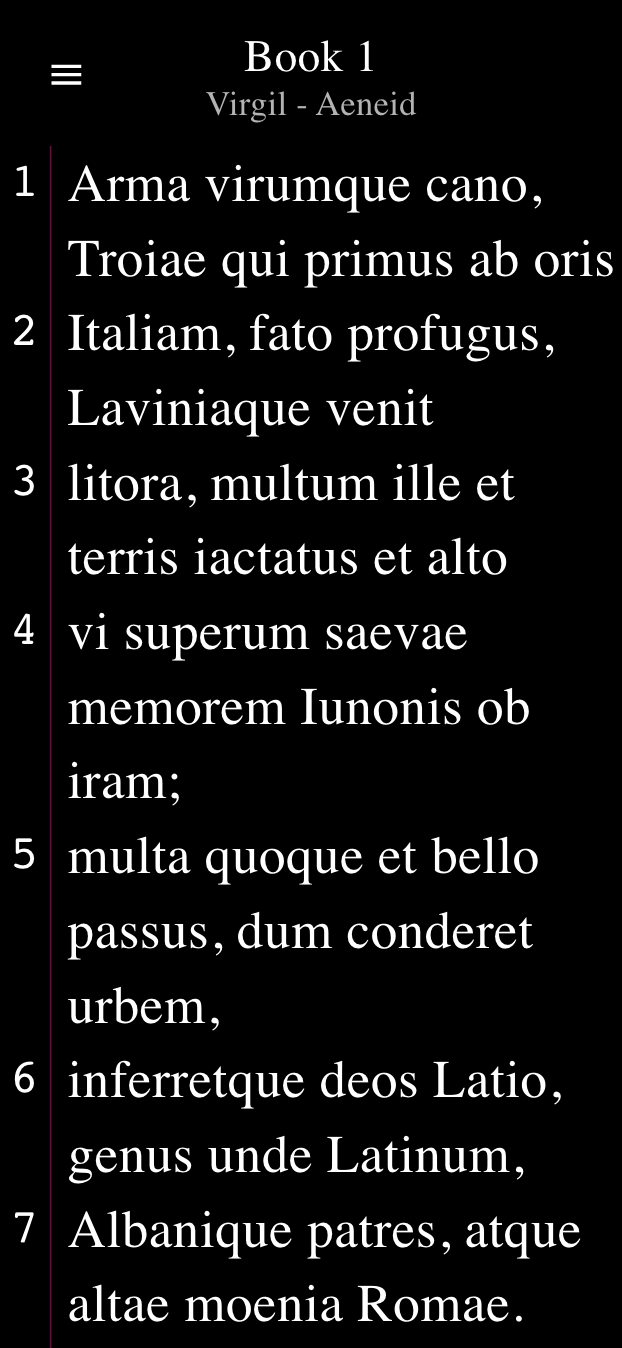 Book 1
Virgil - Aeneid
1 Arma virumque cano,
Troiae qui primus ab oris
2 Italiam, fato profugus,
Laviniaque venit
3 litora, multum ille et
terris iactatus et alto
4 vi superum saevae
memorem Iunonis ob
iram;
5 multa quoque et bello
passus, dum conderet
urbem,
6 inferretque deos Latio,
genus unde Latinum,
7 Albanique patres, atque
altae moenia Romae.